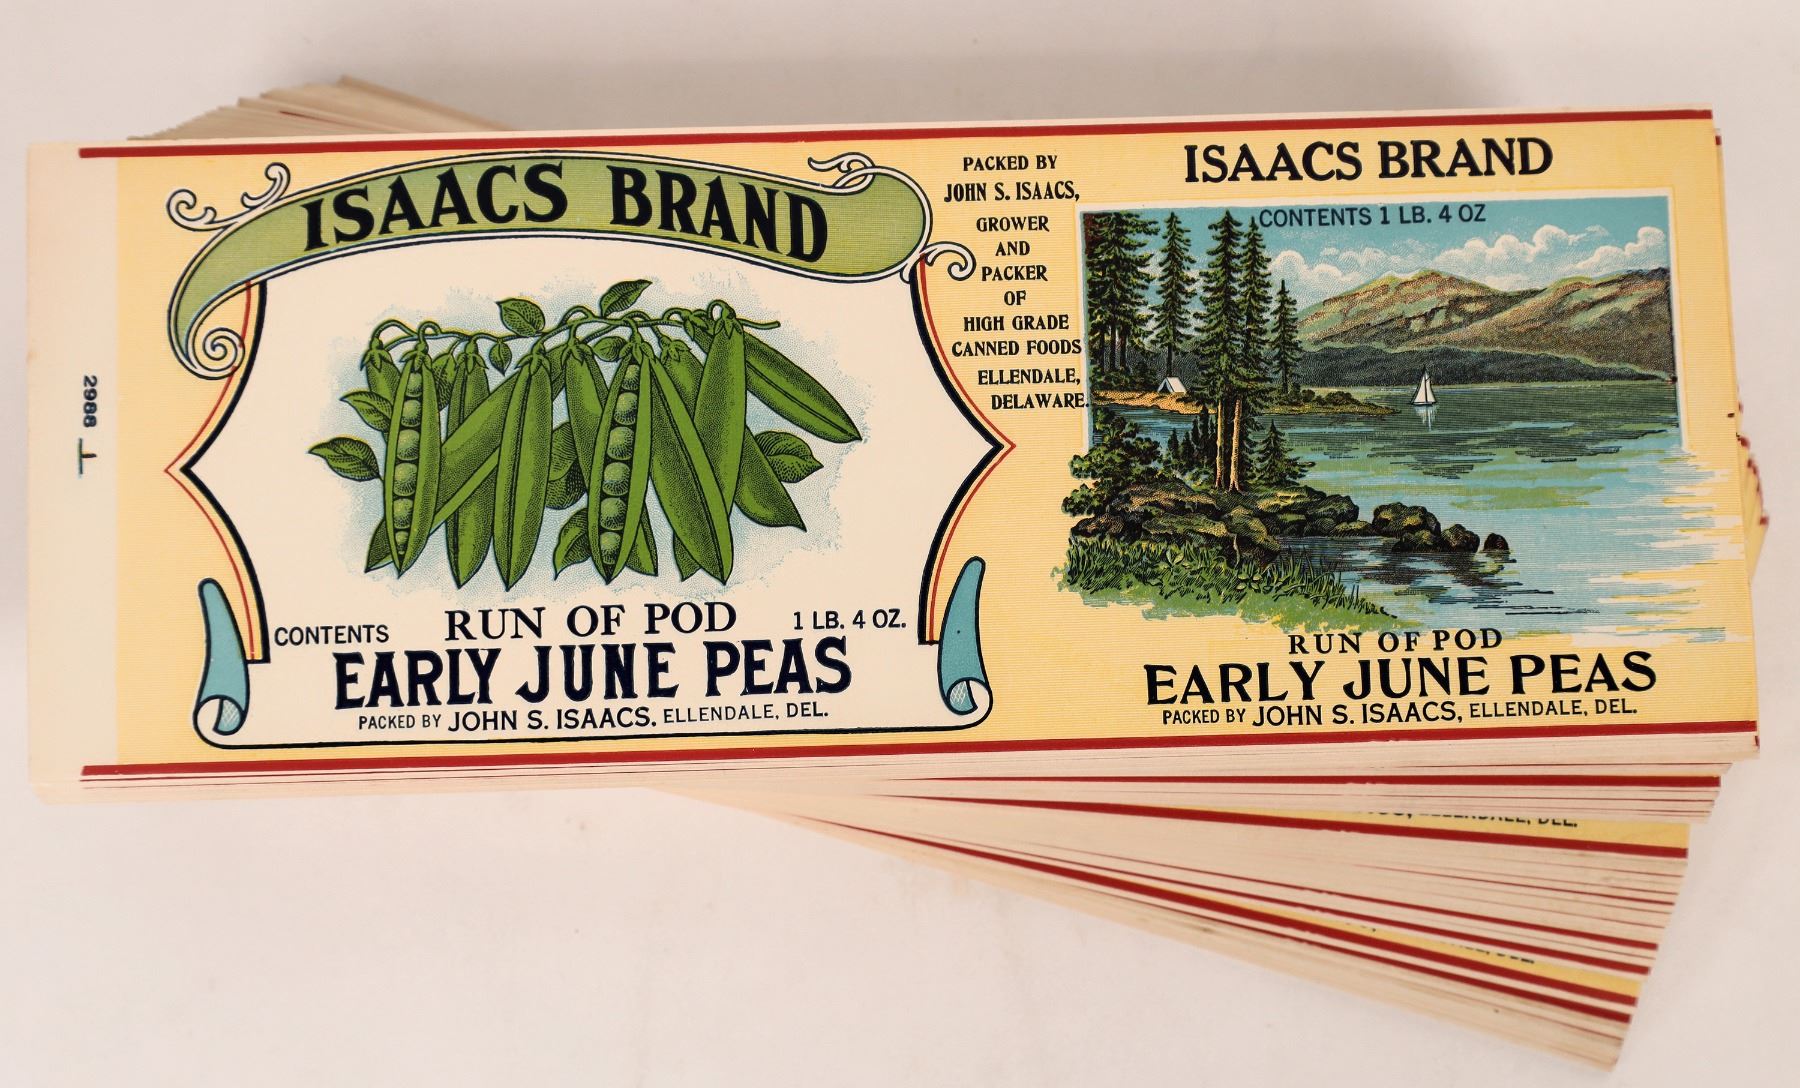 2988 T
ISAACS BRAND
CONTENTS RUN OF POD 1 LB. 4 OZ.
EARLY JUNE PEAS
PACKED BY JOHN S. ISAACS. ELLENDALE, DEL.
PACKED BY
JOHN S. ISAACS,
GROWER
AND
PACKER
OF
HIGH GRADE
CANNED FOODS
ELLENDALE,
DELAWARE.
ISAACS BRAND
CONTENTS 1 LB. 4 OZ
RUN OF POD
EARLY JUNE PEAS
PACKED BY JOHN S. ISAACS, ELLENDALE, DEL.
ELLENDALE, DEL.